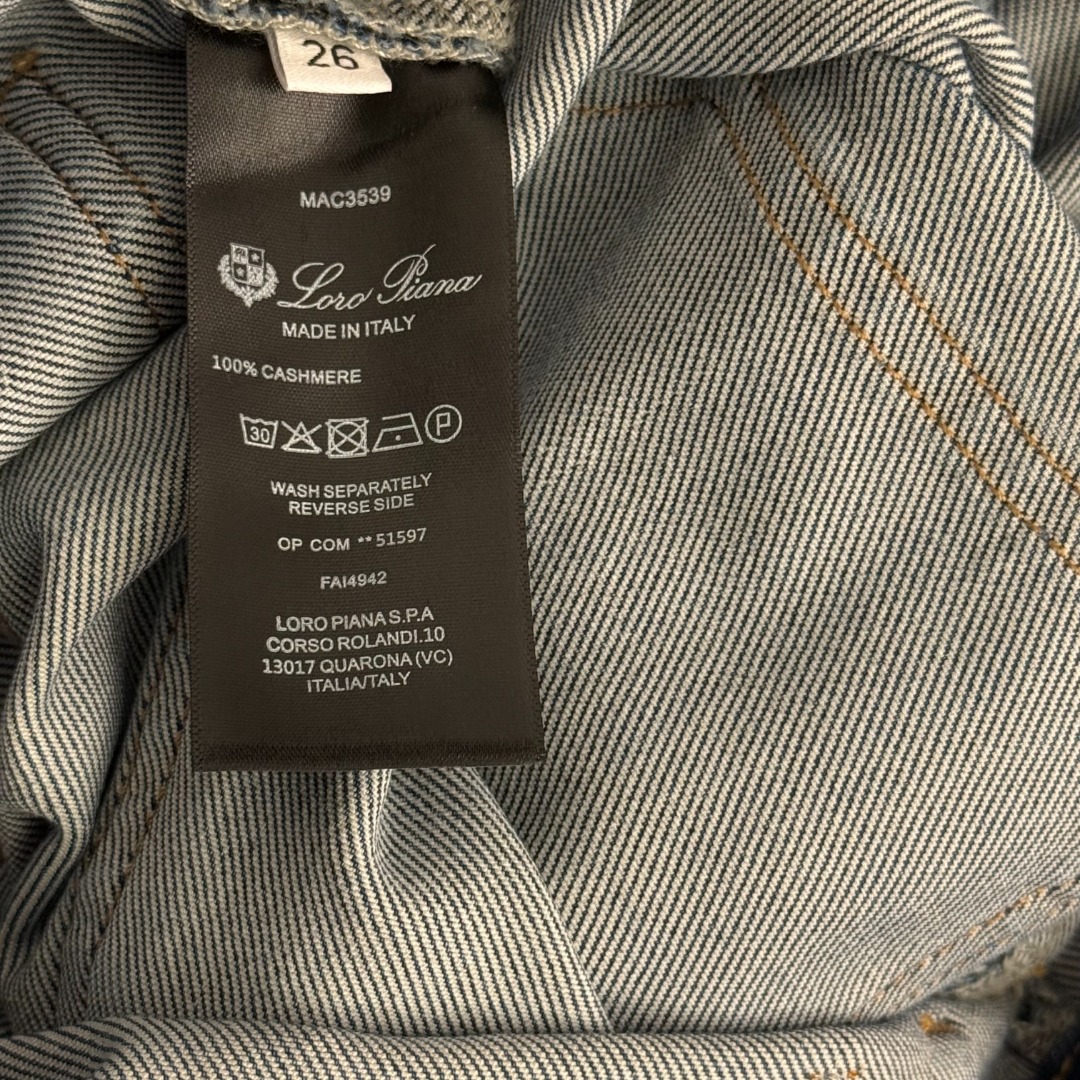 26
MAC3539
Loro Piana
MADE IN ITALY
100% CASHMERE
30 P
WASH SEPARATELY
REVERSE SIDE
OP COM **51597
FAI4942
LORO PIANA S.P.A
CORSO ROLANDI.10
13017 QUARONA (VC)
ITALIA/TALY